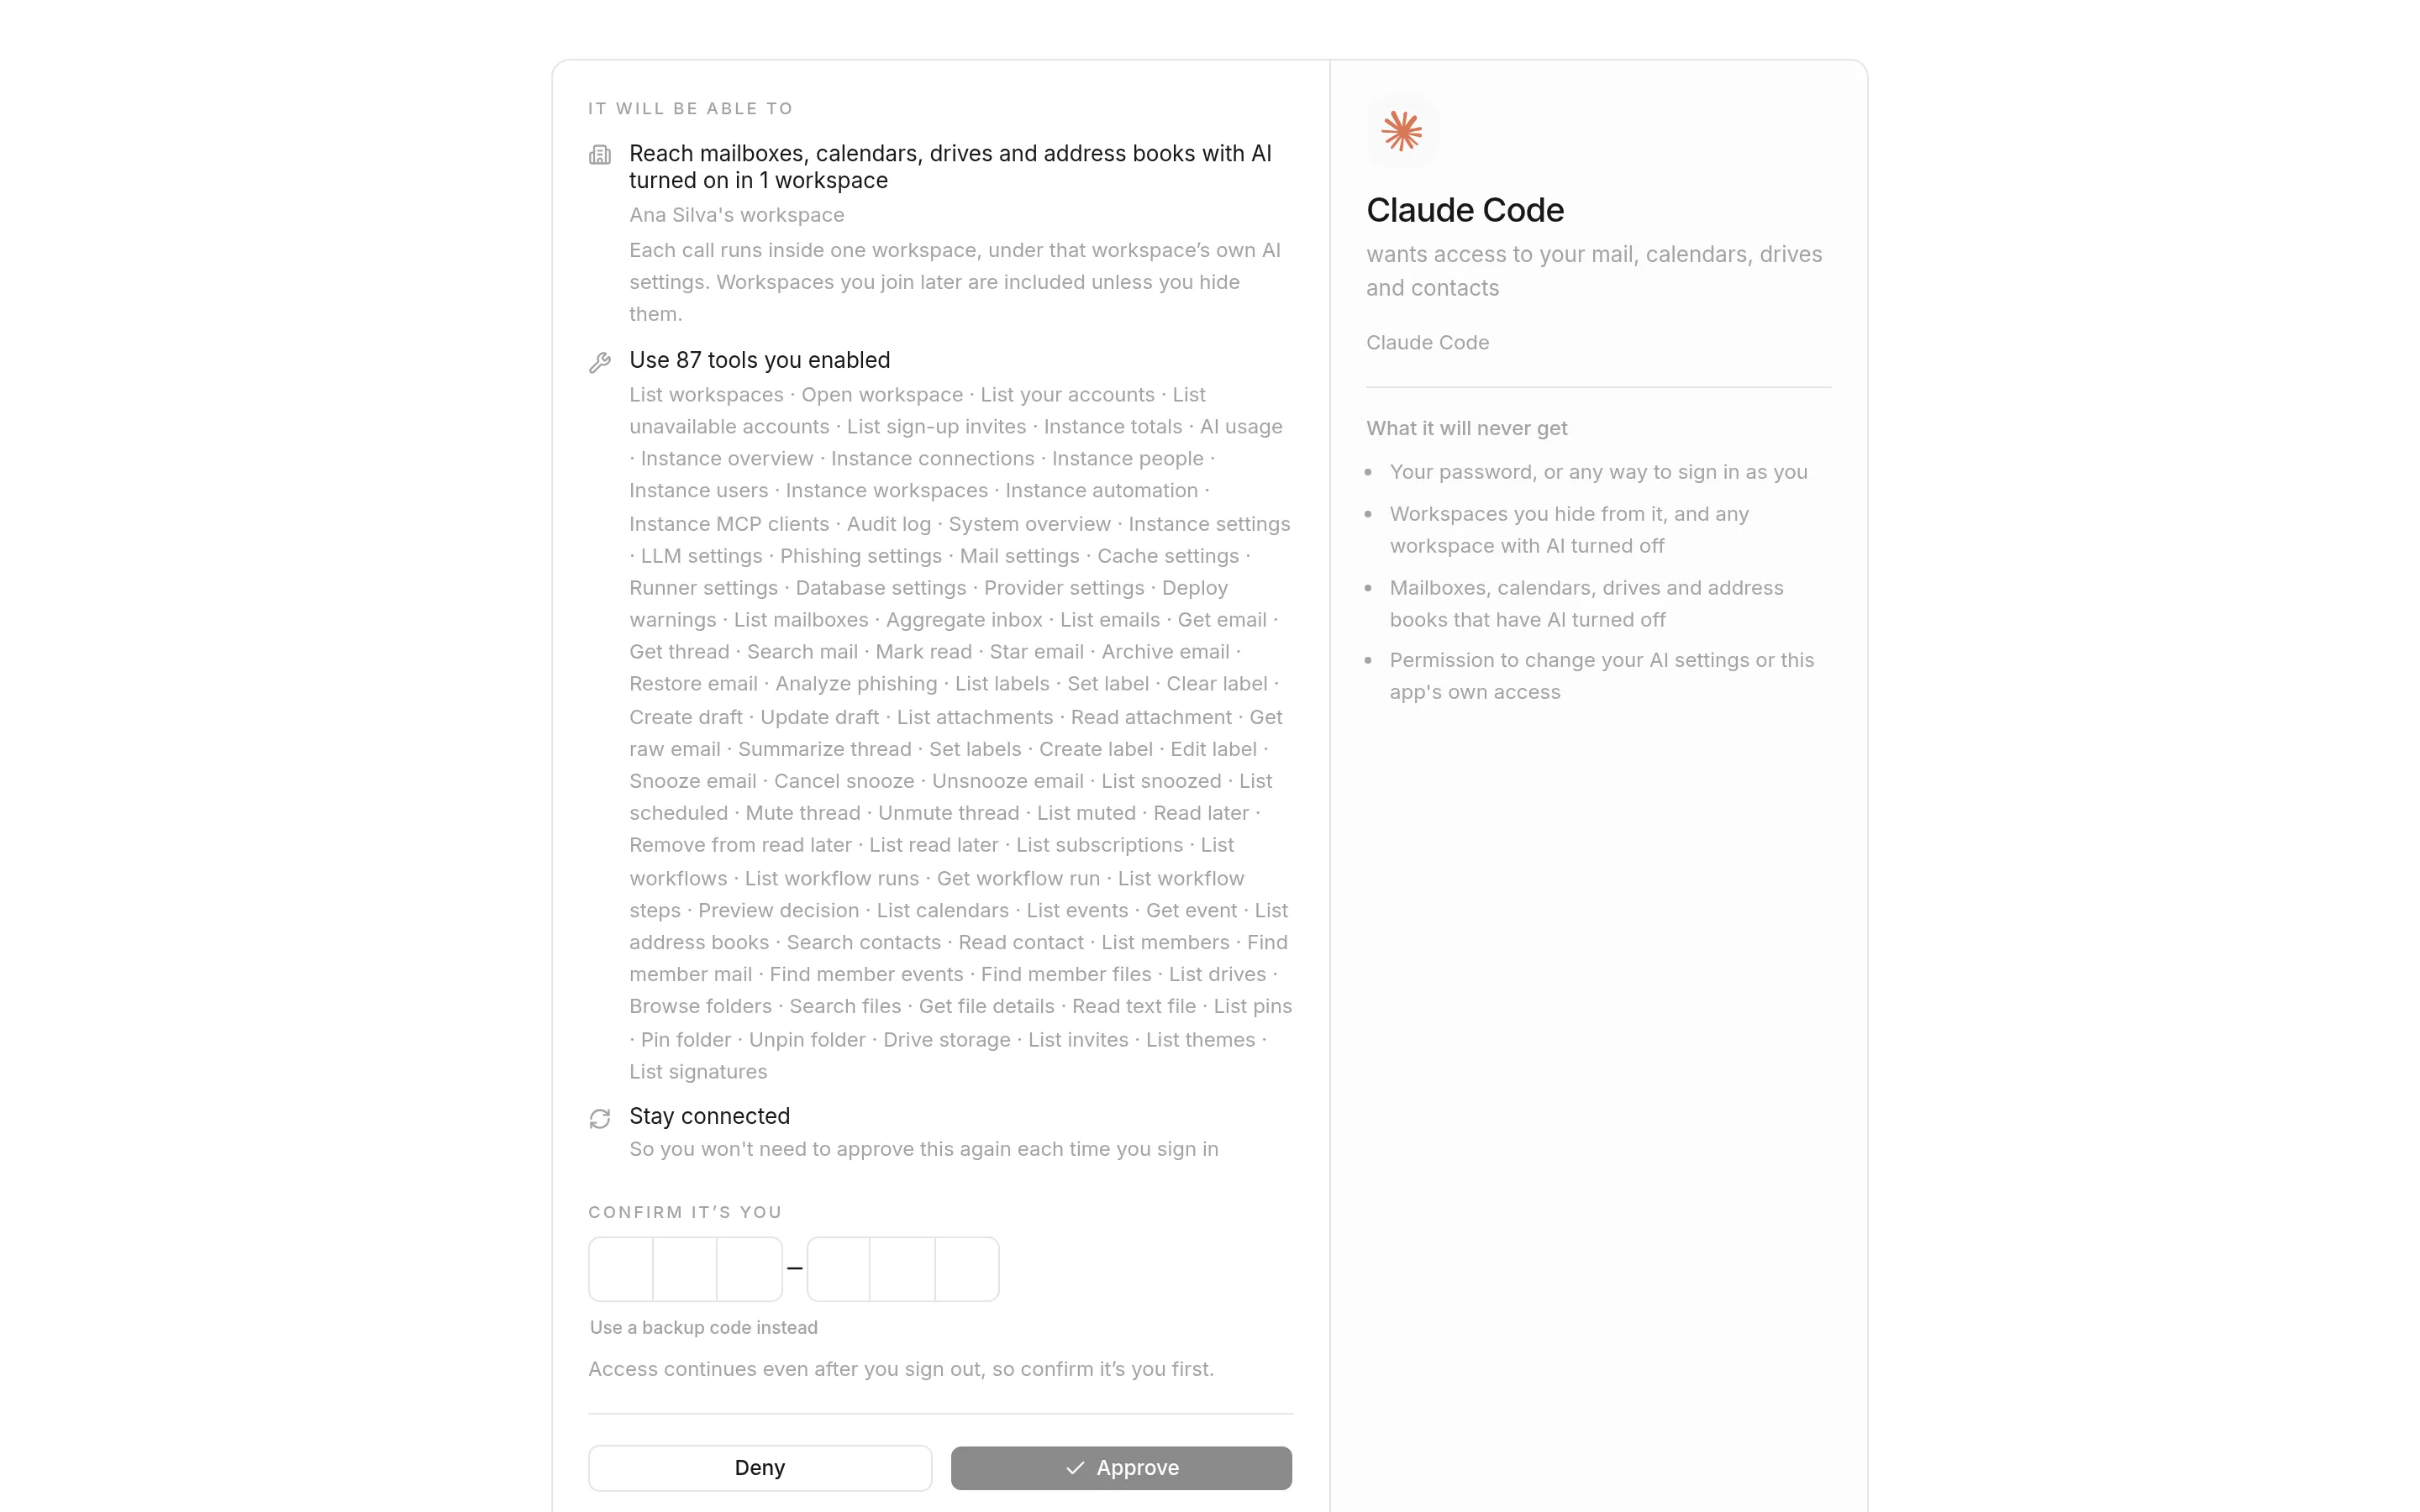 IT WILL BE ABLE TO
Reach mailboxes, calendars, drives and address books with AI
turned on in 1 workspace
Ana Silva's workspace
Each call runs inside one workspace, under that workspace’s own AI
settings. Workspaces you join later are included unless you hide
them.
Use 87 tools you enabled
List workspaces · Open workspace · List your accounts · List
unavailable accounts · List sign-up invites · Instance totals · AI usage
· Instance overview · Instance connections · Instance people ·
Instance users · Instance workspaces · Instance automation ·
Instance MCP clients · Audit log · System overview · Instance settings
· LLM settings · Phishing settings · Mail settings · Cache settings ·
Runner settings · Database settings · Provider settings · Deploy
warnings · List mailboxes · Aggregate inbox · List emails · Get email ·
Get thread · Search mail · Mark read · Star email · Archive email ·
Restore email · Analyze phishing · List labels · Set label · Clear label ·
Create draft · Update draft · List attachments · Read attachment · Get
raw email · Summarize thread · Set labels · Create label · Edit label ·
Snooze email · Cancel snooze · Unsnooze email · List snoozed · List
scheduled · Mute thread · Unmute thread · List muted · Read later ·
Remove from read later · List read later · List subscriptions · List
workflows · List workflow runs · Get workflow run · List workflow
steps · Preview decision · List calendars · List events · Get event · List
address books · Search contacts · Read contact · List members · Find
member mail · Find member events · Find member files · List drives ·
Browse folders · Search files · Get file details · Read text file · List pins
· Pin folder · Unpin folder · Drive storage · List invites · List themes ·
List signatures
Stay connected
So you won't need to approve this again each time you sign in
CONFIRM IT’S YOU
–
Use a backup code instead
Access continues even after you sign out, so confirm it’s you first.
Deny
Approve
Claude Code
wants access to your mail, calendars, drives
and contacts
Claude Code
What it will never get
• Your password, or any way to sign in as you
• Workspaces you hide from it, and any
workspace with AI turned off
• Mailboxes, calendars, drives and address
books that have AI turned off
• Permission to change your AI settings or this
app's own access